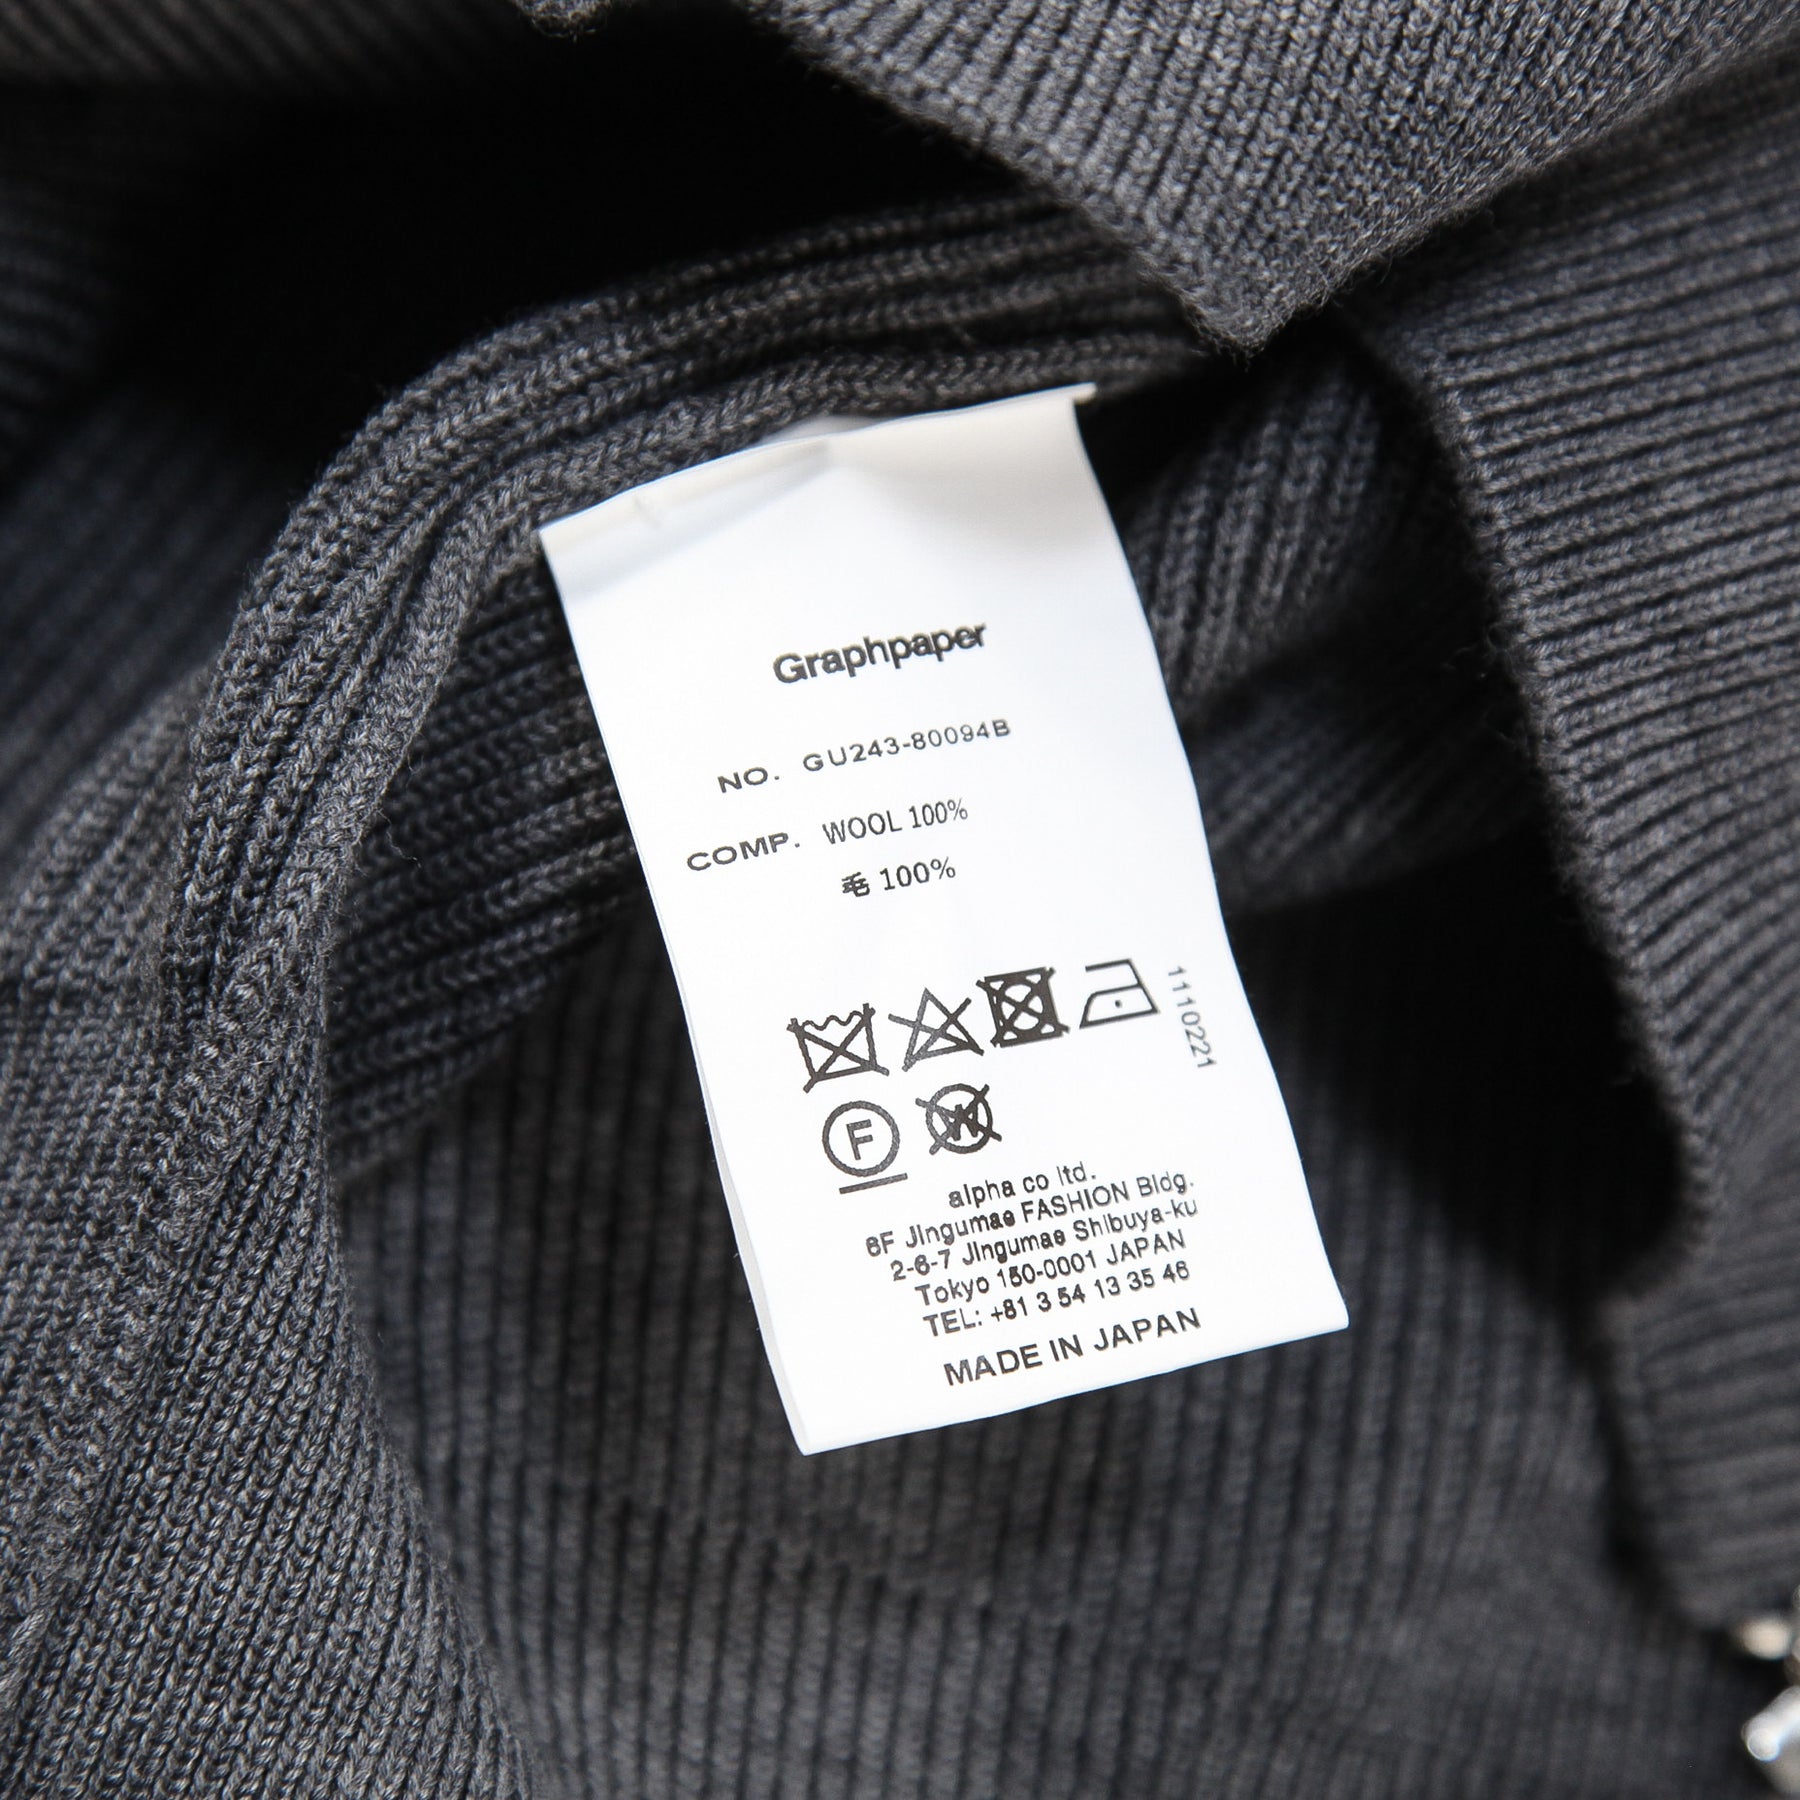 Graphpaper
NO. GU243-80094B
COMP. WOOL 100%
毛 100%
1110221
F
W
alpha co ltd.
6F Jingumae FASHION Bldg.
2-6-7 Jingumae Shibuya-ku
Tokyo 150-0001 JAPAN
TEL: +81 3 54 13 35 46
MADE IN JAPAN